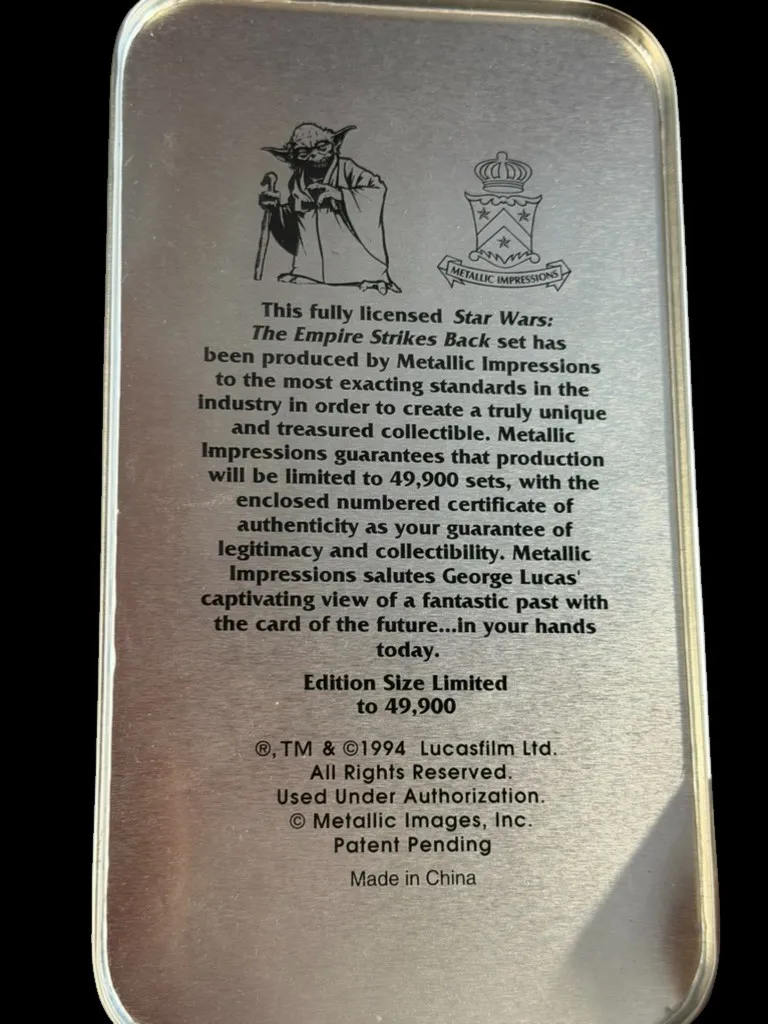 METALLIC IMPRESSIONS
This fully licensed Star Wars:
The Empire Strikes Back set has
been produced by Metallic Impressions
to the most exacting standards in the
industry in order to create a truly unique
and treasured collectible. Metallic
Impressions guarantees that production
will be limited to 49,900 sets, with the
enclosed numbered certificate of
authenticity as your guarantee of
legitimacy and collectibility. Metallic
Impressions salutes George Lucas'
captivating view of a fantastic past with
the card of the future...in your hands
today.
Edition Size Limited
to 49,900
®, TM & ©1994 Lucasfilm Ltd.
All Rights Reserved.
Used Under Authorization.
© Metallic Images, Inc.
Patent Pending
Made in China